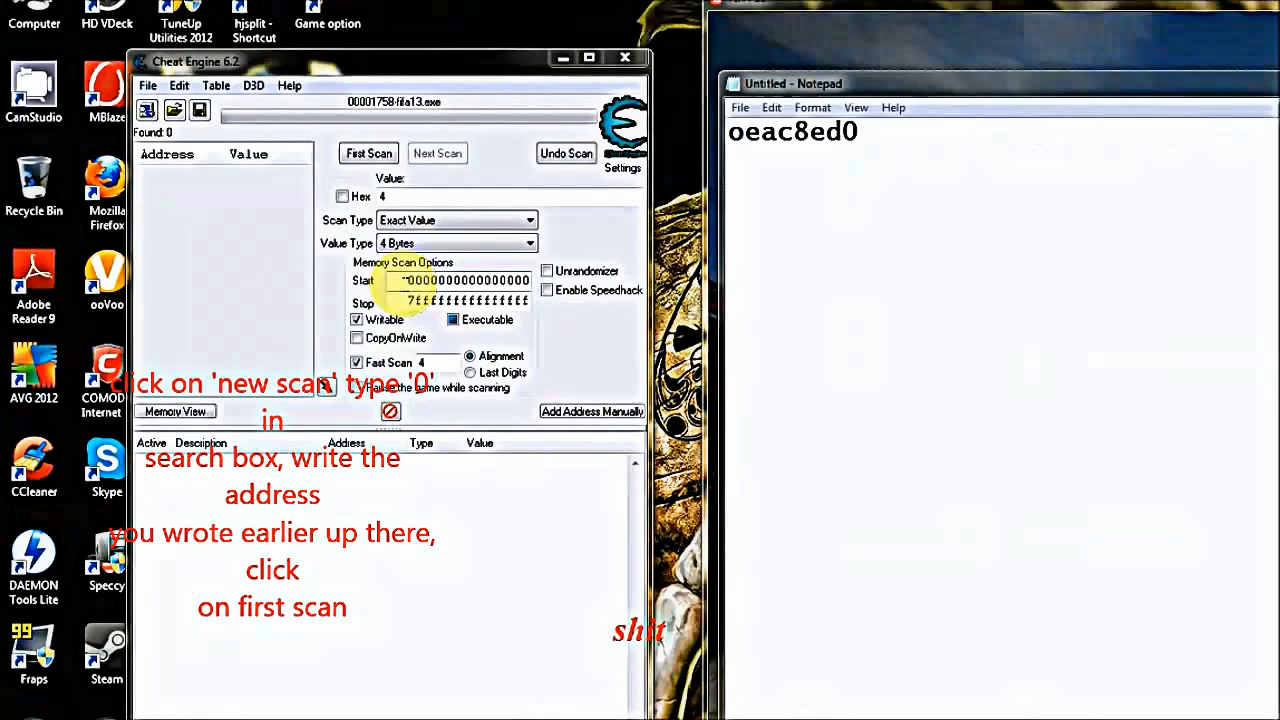 Computer
HD VDeck
TuneUp
Utilities 2012
hjsplit -
Shortcut
Game option
CamStudio
MBlaze
Recycle Bin
Mozilla
Firefox
Adobe
Reader 9
ooVoo
AVG 2012
COMOD
Internet
CCleaner
Skype
DAEMON
Tools Lite
Speccy
99
Fraps
Steam
Cheat Engine 6.2
File Edit Table D3D Help
00001758-fifa13.exe
Found: 0
Address Value
First Scan Next Scan Undo Scan
Settings
Value:
Hex 4
Scan Type Exact Value
Value Type 4 Bytes
Memory Scan Options
Start 0000000000000000
Stop 7fffffffffffffff
Unrandomizer
Enable Speedhack
Writable Executable
CopyOnWrite
Fast Scan 4 Alignment
Last Digits
Pause the game while scanning
Memory View Add Address Manually
Active Description Address Type Value
click on 'new scan' type '0'
in
search box, write the
address
you wrote earlier up there,
click
on first scan
shit
Untitled - Notepad
File Edit Format View Help
oeac8ed0